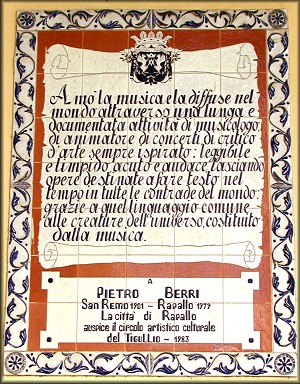 Amò la musica e la diffuse nel
mondo attraverso una lunga e
documentata attività di musicologo,
di animatore di concerti, di critico
d'arte sempre ispirato: leggibile
e limpido, acuto e audace, lasciando
opere destinate a fare testo nel
tempo in tutte le contrade del mondo:
grazie a quel linguaggio comune
alle creature dell'universo, costituito
dalla musica.
A
PIETRO BERRI
San Remo 1901 - Rapallo 1979
La città di Rapallo
auspice il circolo artistico culturale
del Tigullio - 1983